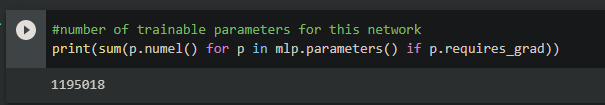 #number of trainable parameters for this network
print(sum(p.numel() for p in mlp.parameters() if p.requires_grad))
1195018